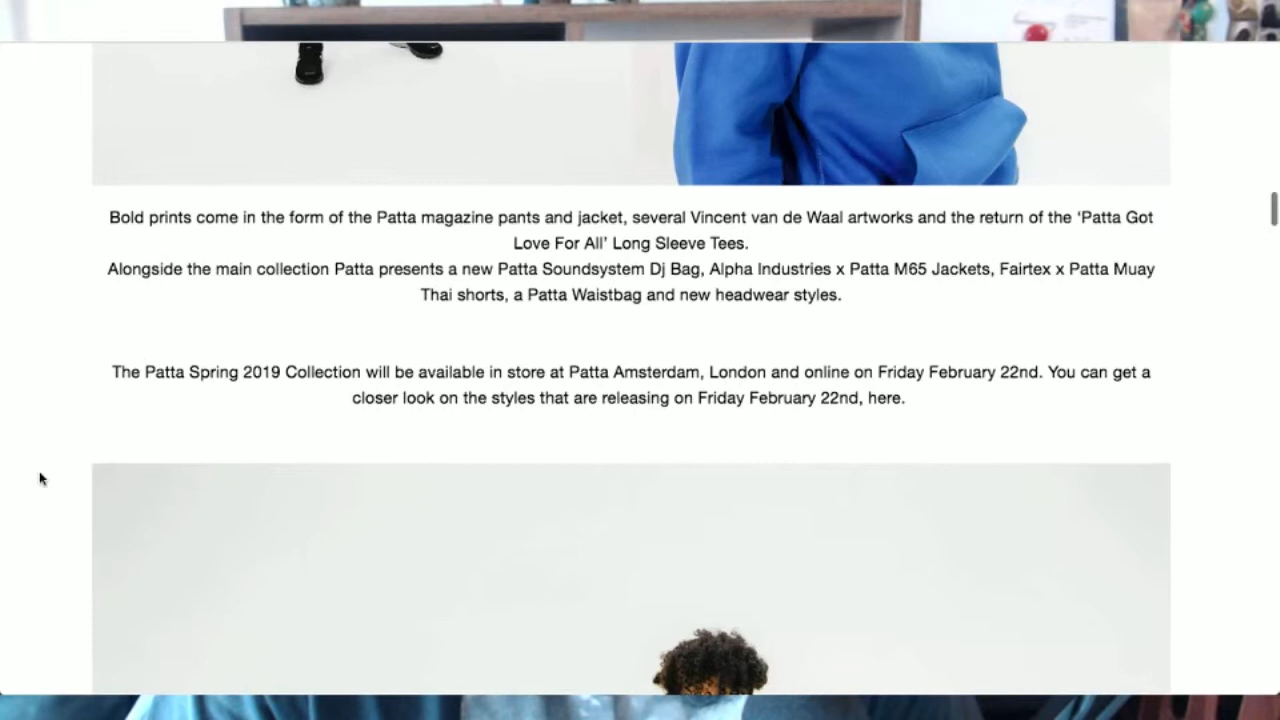 Bold prints come in the form of the Patta magazine pants and jacket, several Vincent van de Waal artworks and the return of the ‘Patta Got
Love For All’ Long Sleeve Tees.
Alongside the main collection Patta presents a new Patta Soundsystem Dj Bag, Alpha Industries x Patta M65 Jackets, Fairtex x Patta Muay
Thai shorts, a Patta Waistbag and new headwear styles.
The Patta Spring 2019 Collection will be available in store at Patta Amsterdam, London and online on Friday February 22nd. You can get a
closer look on the styles that are releasing on Friday February 22nd, here.